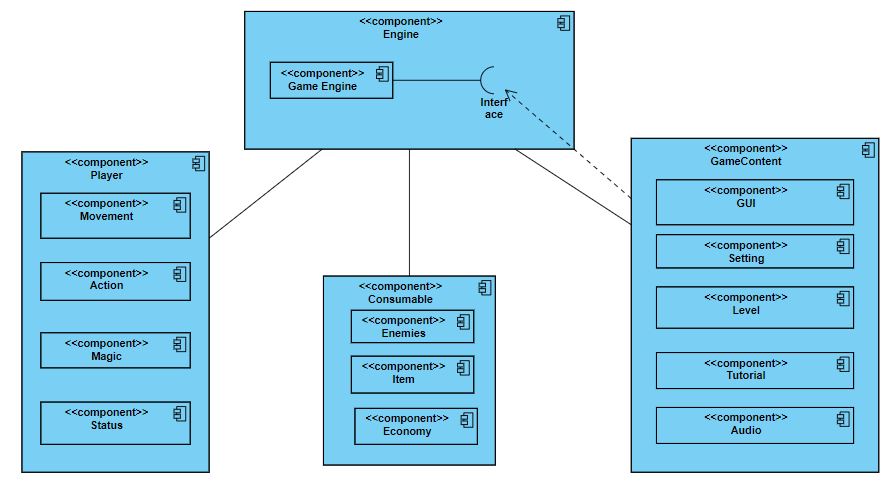 <<component>>
Engine
<<component>>
Game Engine
Interf
ace
<<component>>
Player
<<component>>
Movement
<<component>>
Action
<<component>>
Magic
<<component>>
Status
<<component>>
Consumable
<<component>>
Enemies
<<component>>
Item
<<component>>
Economy
<<component>>
GameContent
<<component>>
GUI
<<component>>
Setting
<<component>>
Level
<<component>>
Tutorial
<<component>>
Audio